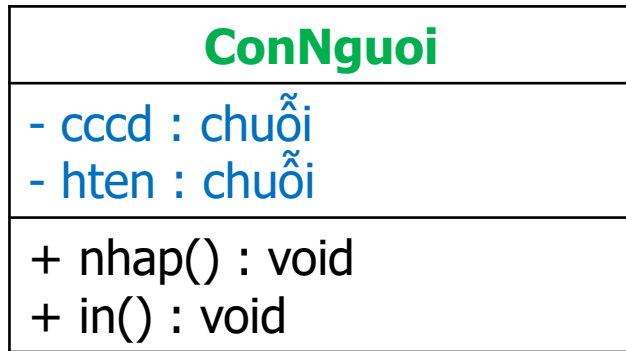 ConNguoi
- cccd : chuỗi
- hten : chuỗi
+ nhap() : void
+ in() : void